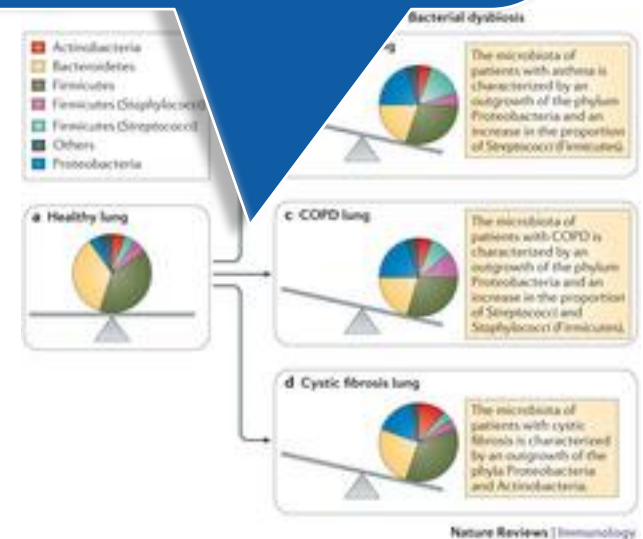 Bacterial dysbiosis
Actinobacteria
Bacteroidetes
Firmicutes
Firmicutes (Staphylococci)
Firmicutes (Streptococci)
Others
Proteobacteria
g
The microbiota of
patients with asthma is
characterized by an
outgrowth of the phylum
Proteobacteria and an
increase in the proportion
of Streptococci (Firmicutes).
a Healthy lung
c COPD lung
The microbiota of
patients with COPD is
characterized by an
outgrowth of the phylum
Proteobacteria and an
increase in the proportion
of Streptococci and
Staphylococci (Firmicutes).
d Cystic fibrosis lung
The microbiota of
patients with cystic
fibrosis is characterized
by an outgrowth of the
phyla Proteobacteria
and Actinobacteria.
Nature Reviews | Immunology